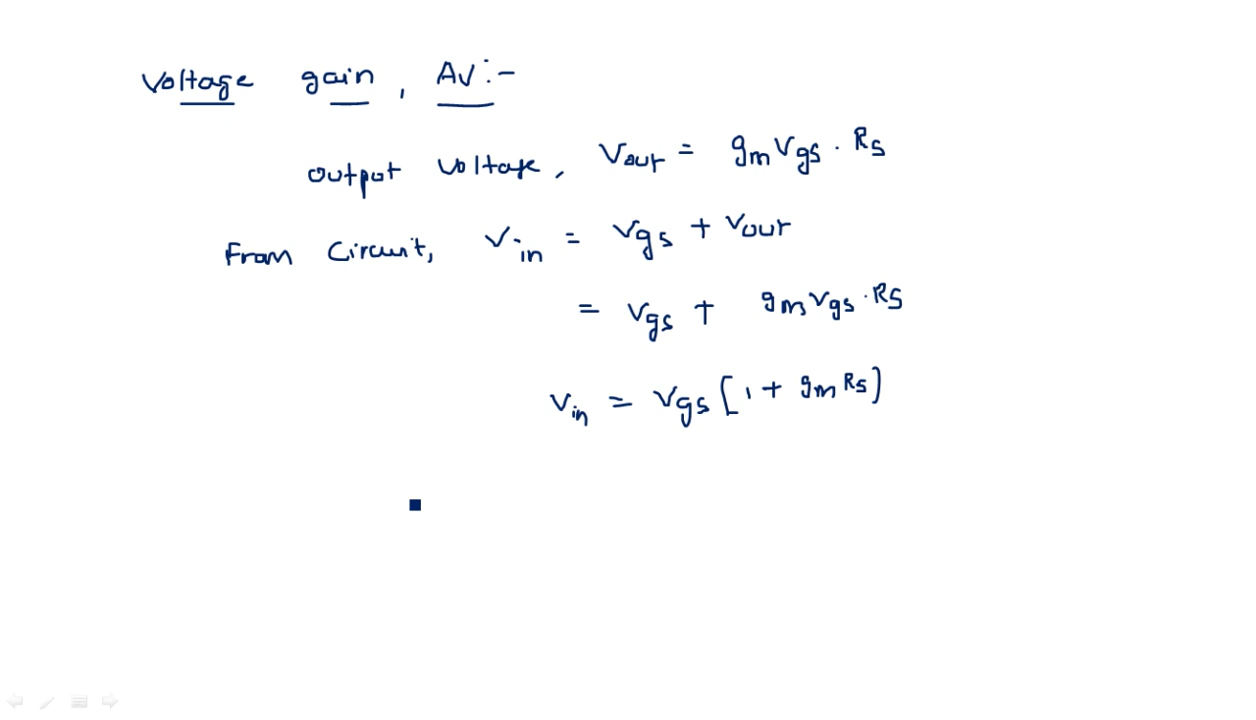 Voltage gain, Av:-
output voltage, Vout = gmVgs . Rs
From Circuit, Vin = Vgs + Vout
= Vgs + gmVgs . Rs
Vin = Vgs [1 + gmRs]